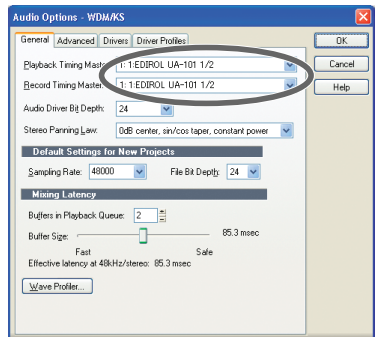 Audio Options - WDM/KS
General Advanced Drivers Driver Profiles
OK
Playback Timing Maste 1: 1:EDIROL UA-101 1/2
Cancel
Record Timing Master: 1: 1:EDIROL UA-101 1/2
Help
Audio Driver Bit Depth: 24
Stereo Panning Law: 0dB center, sin/cos taper, constant power
Default Settings for New Projects
Sampling Rate: 48000 File Bit Depth: 24
Mixing Latency
Buffers in Playback Queue: 2
Buffer Size: 85.3 msec
Fast Safe
Effective latency at 48kHz/stereo: 85.3 msec
Wave Profiler...